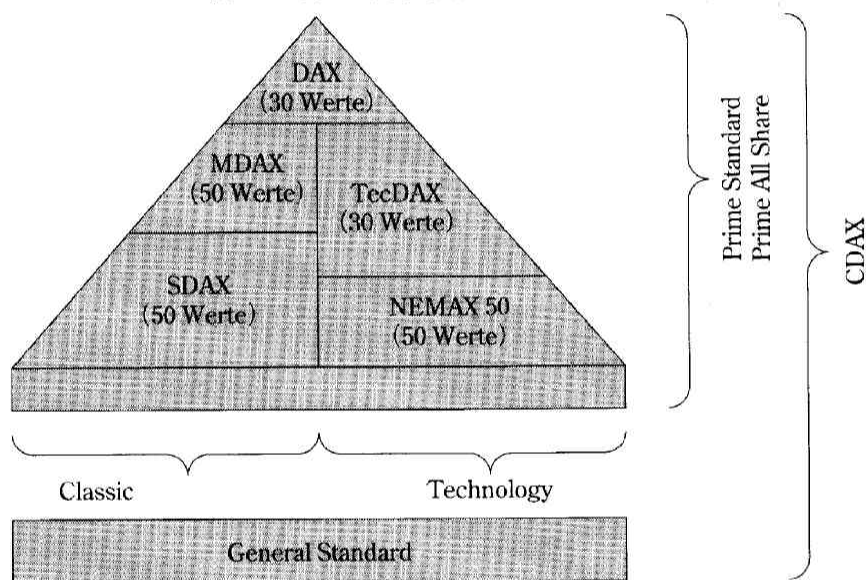 DAX
(30 Werte)
MDAX
(50 Werte)
TecDAX
(30 Werte)
SDAX
(50 Werte)
NEMAX 50
(50 Werte)
Classic
Technology
General Standard
Prime Standard
Prime All Share
CDAX